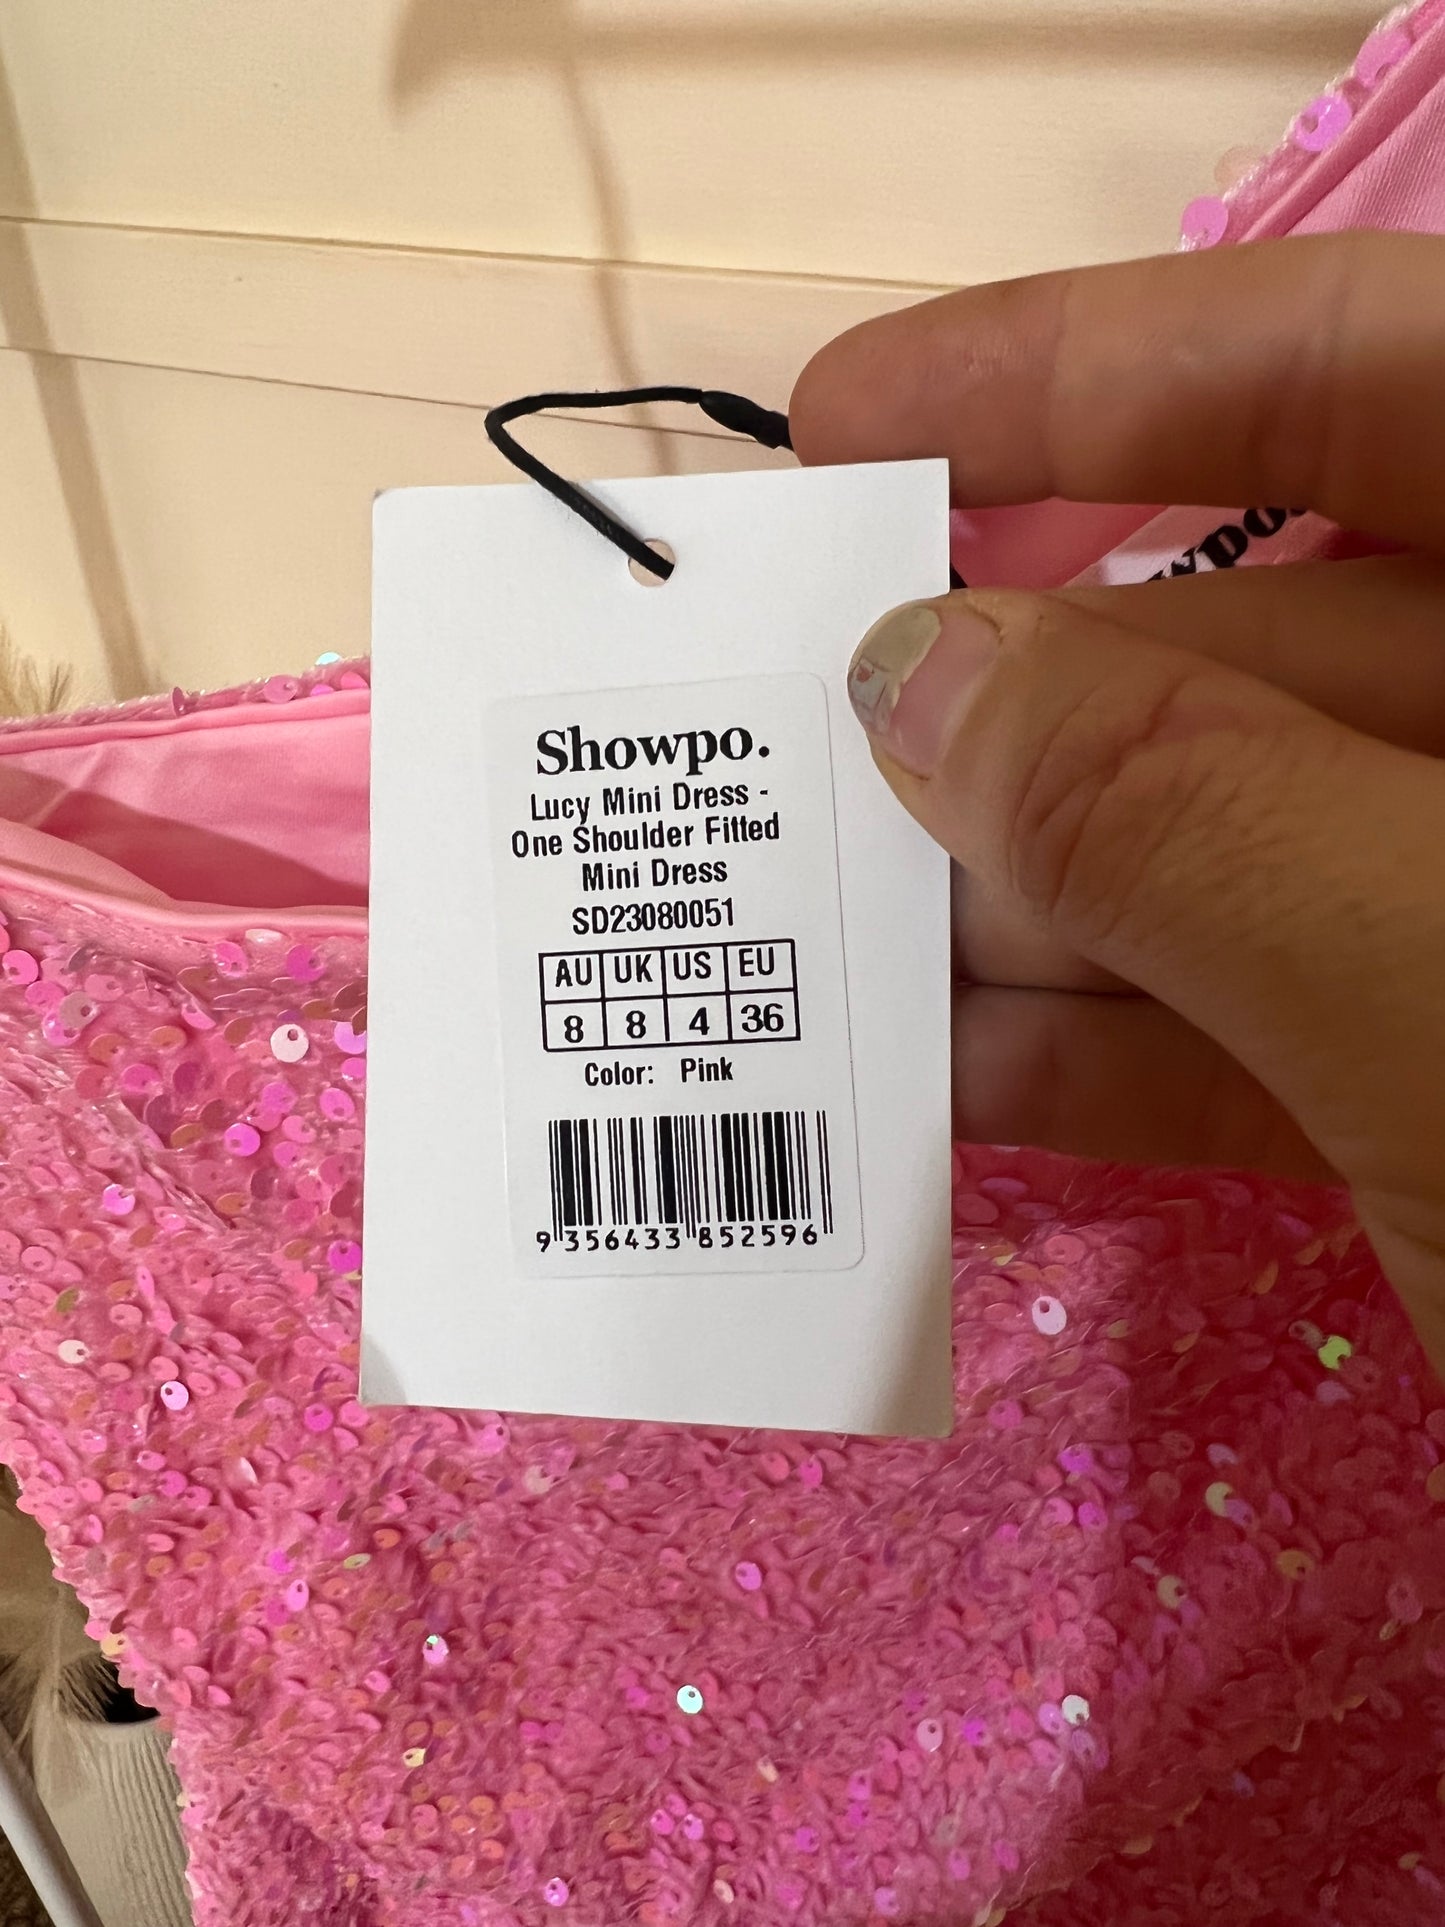 Showpo.
Lucy Mini Dress -
One Shoulder Fitted
Mini Dress
SD23080051
AU UK US EU
8 8 4 36
Color: Pink
9 356433 852596